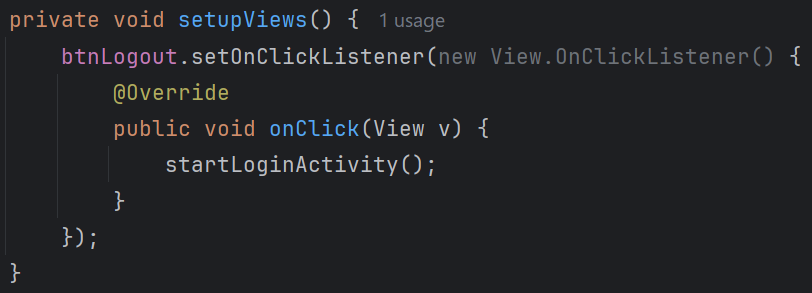 private void setupViews() { 1 usage
btnLogout.setOnClickListener(new View.OnClickListener() {
@Override
public void onClick(View v) {
startLoginActivity();
}
});
}